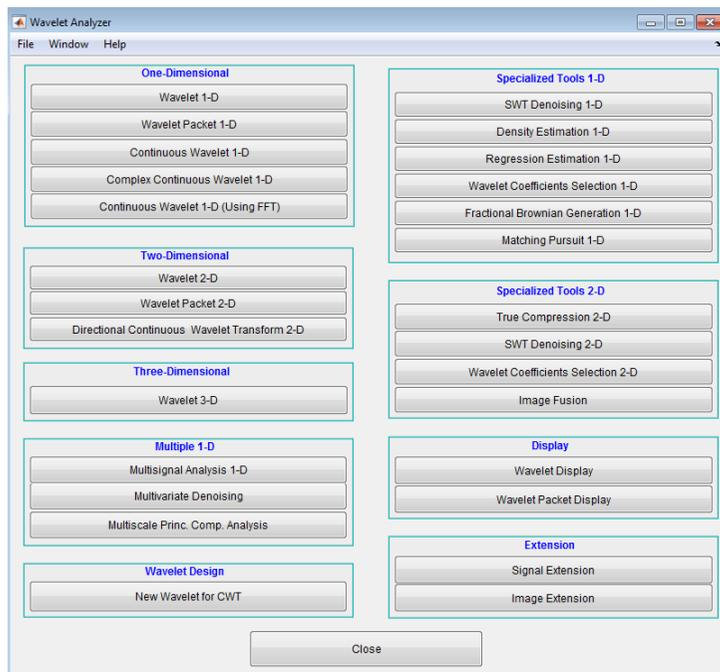 Wavelet Analyzer
File Window Help
One-Dimensional
Wavelet 1-D
Wavelet Packet 1-D
Continuous Wavelet 1-D
Complex Continuous Wavelet 1-D
Continuous Wavelet 1-D (Using FFT)
Two-Dimensional
Wavelet 2-D
Wavelet Packet 2-D
Directional Continuous Wavelet Transform 2-D
Three-Dimensional
Wavelet 3-D
Multiple 1-D
Multisignal Analysis 1-D
Multivariate Denoising
Multiscale Princ. Comp. Analysis
Wavelet Design
New Wavelet for CWT
Specialized Tools 1-D
SWT Denoising 1-D
Density Estimation 1-D
Regression Estimation 1-D
Wavelet Coefficients Selection 1-D
Fractional Brownian Generation 1-D
Matching Pursuit 1-D
Specialized Tools 2-D
True Compression 2-D
SWT Denoising 2-D
Wavelet Coefficients Selection 2-D
Image Fusion
Display
Wavelet Display
Wavelet Packet Display
Extension
Signal Extension
Image Extension
Close